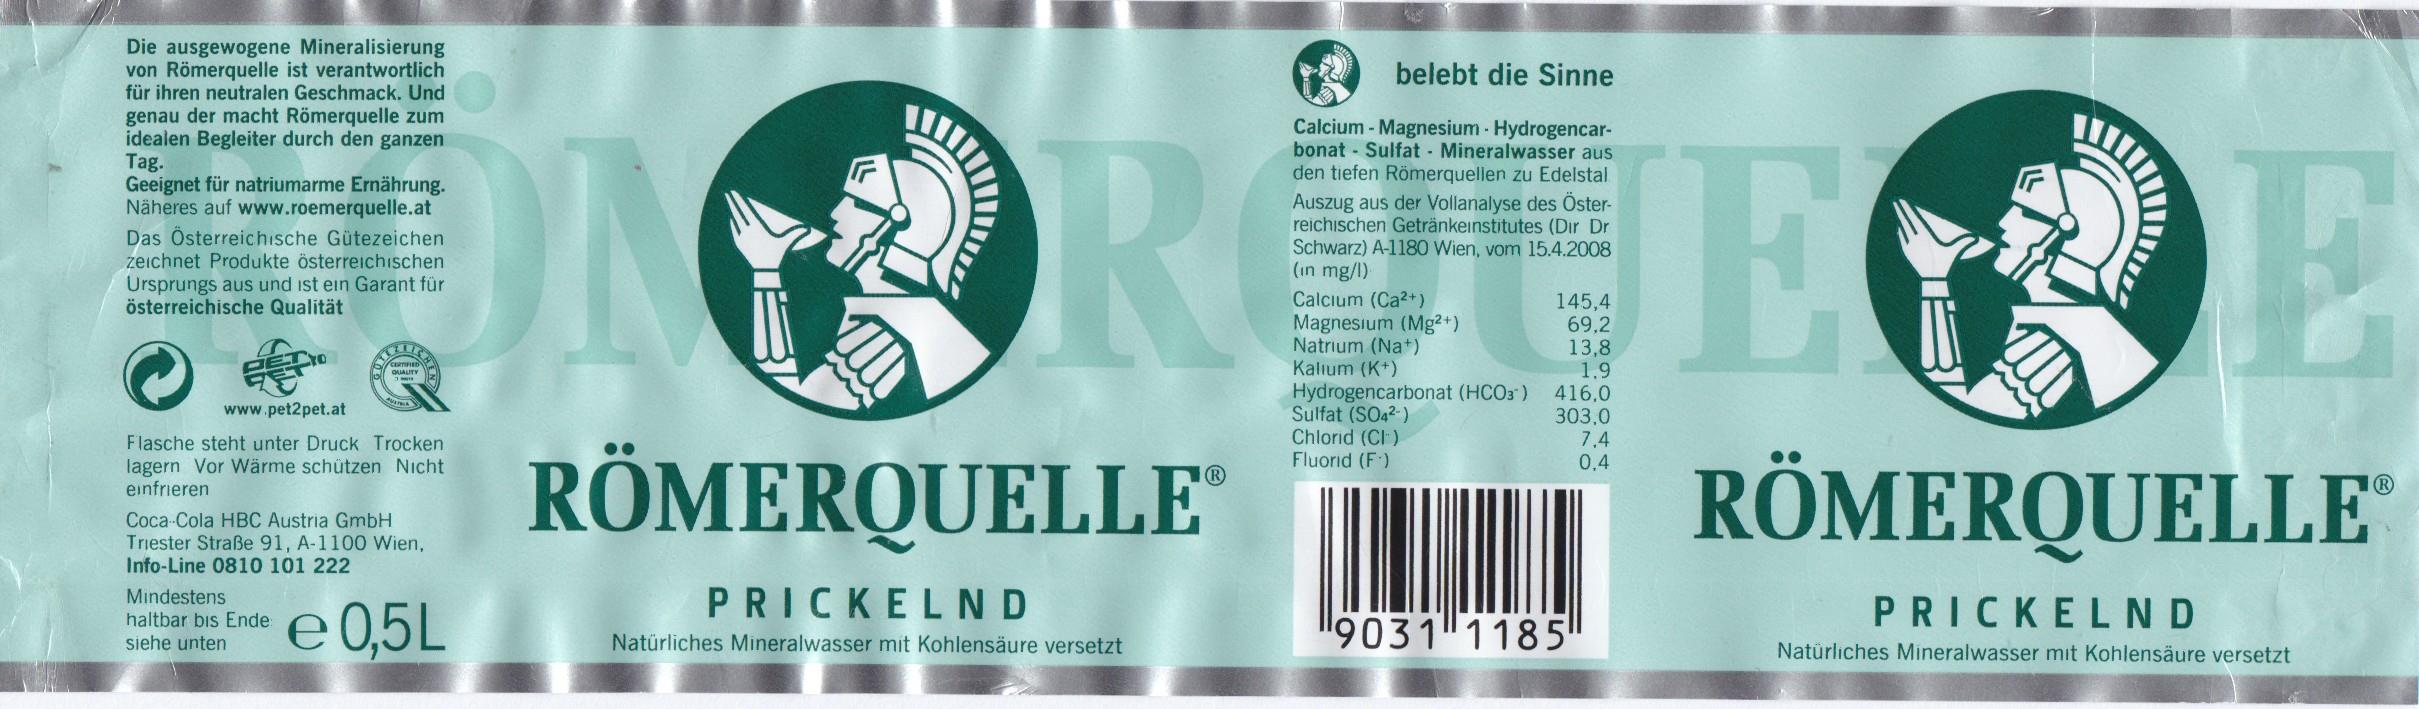 Die ausgewogene Mineralisierung
von Römerquelle ist verantwortlich
für ihren neutralen Geschmack. Und
genau der macht Römerquelle zum
idealen Begleiter durch den ganzen
Tag.
Geeignet für natriumarme Ernährung.
Näheres auf www.roemerquelle.at
Das Österreichische Gütezeichen
zeichnet Produkte österreichischen
Ursprungs aus und ist ein Garant für
österreichische Qualität
PET to PET
www.pet2pet.at
GÜTEZEICHEN
CERTIFIED
QUALITY
AUSTRIA
Flasche steht unter Druck Trocken
lagern Vor Wärme schützen Nicht
einfrieren
Coca-Cola HBC Austria GmbH
Triester Straße 91, A-1100 Wien,
Info-Line 0810 101 222
Mindestens
haltbar bis Ende:
siehe unten
e 0,5L
RÖMERQUELLE
RÖMERQUELLE®
PRICKELND
Natürliches Mineralwasser mit Kohlensäure versetzt
belebt die Sinne
Calcium - Magnesium - Hydrogencar-
bonat - Sulfat - Mineralwasser aus
den tiefen Römerquellen zu Edelstal
Auszug aus der Vollanalyse des Öster-
reichischen Getränkeinstitutes (Dir Dr
Schwarz) A-1180 Wien, vom 15.4.2008
(in mg/l)
Calcium (Ca²⁺) 145,4
Magnesium (Mg²⁺) 69,2
Natrium (Na⁺) 13,8
Kalium (K⁺) 1,9
Hydrogencarbonat (HCO₃⁻) 416,0
Sulfat (SO₄²⁻) 303,0
Chlorid (Cl⁻) 7,4
Fluorid (F⁻) 0,4
9031 1185
RÖMERQUELLE®
PRICKELND
Natürliches Mineralwasser mit Kohlensäure versetzt